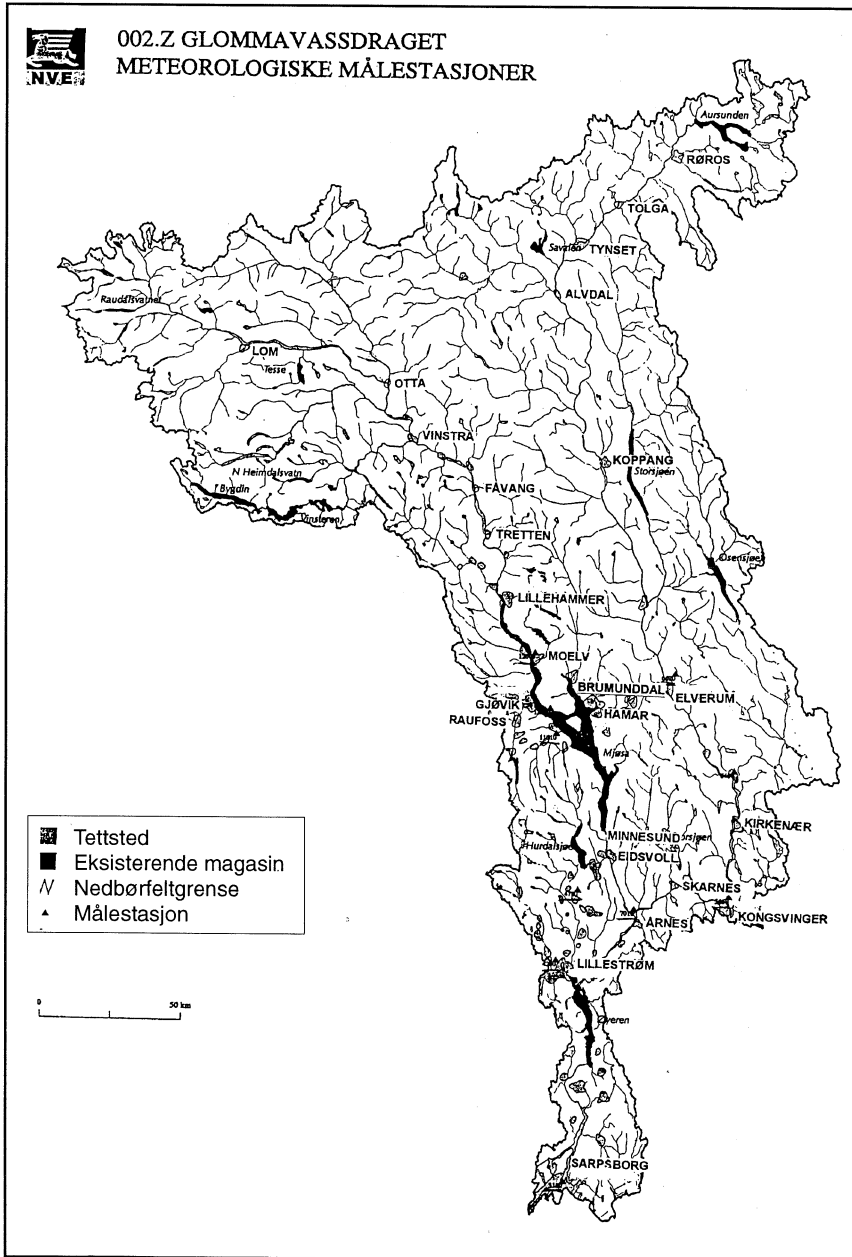 NVE
002.Z GLOMMAVASSDRAGET
METEOROLOGISKE MÅLESTASJONER
Aursunden
RØROS
TOLGA
Savalen
TYNSET
ALVDAL
Raudalsvatnet
LOM
Tesse
OTTA
VINSTRA
KOPPANG
Storsjøen
N Heimdalsvatn
Bygdin
FÅVANG
Vinsteren
TRETTEN
Osensjøen
LILLEHAMMER
MOELV
BRUMUNDDAL
ELVERUM
GJØVIK
HAMAR
RAUFOSS
Mjøsa
KIRKENÆR
MINNESUND
Hurdalsjøen
EIDSVOLL
SKARNES
KONGSVINGER
ÅRNES
LILLESTRØM
Øyeren
SARPSBORG
Tettsted
Eksisterende magasin
Nedbørfeltgrense
Målestasjon
0
50 km